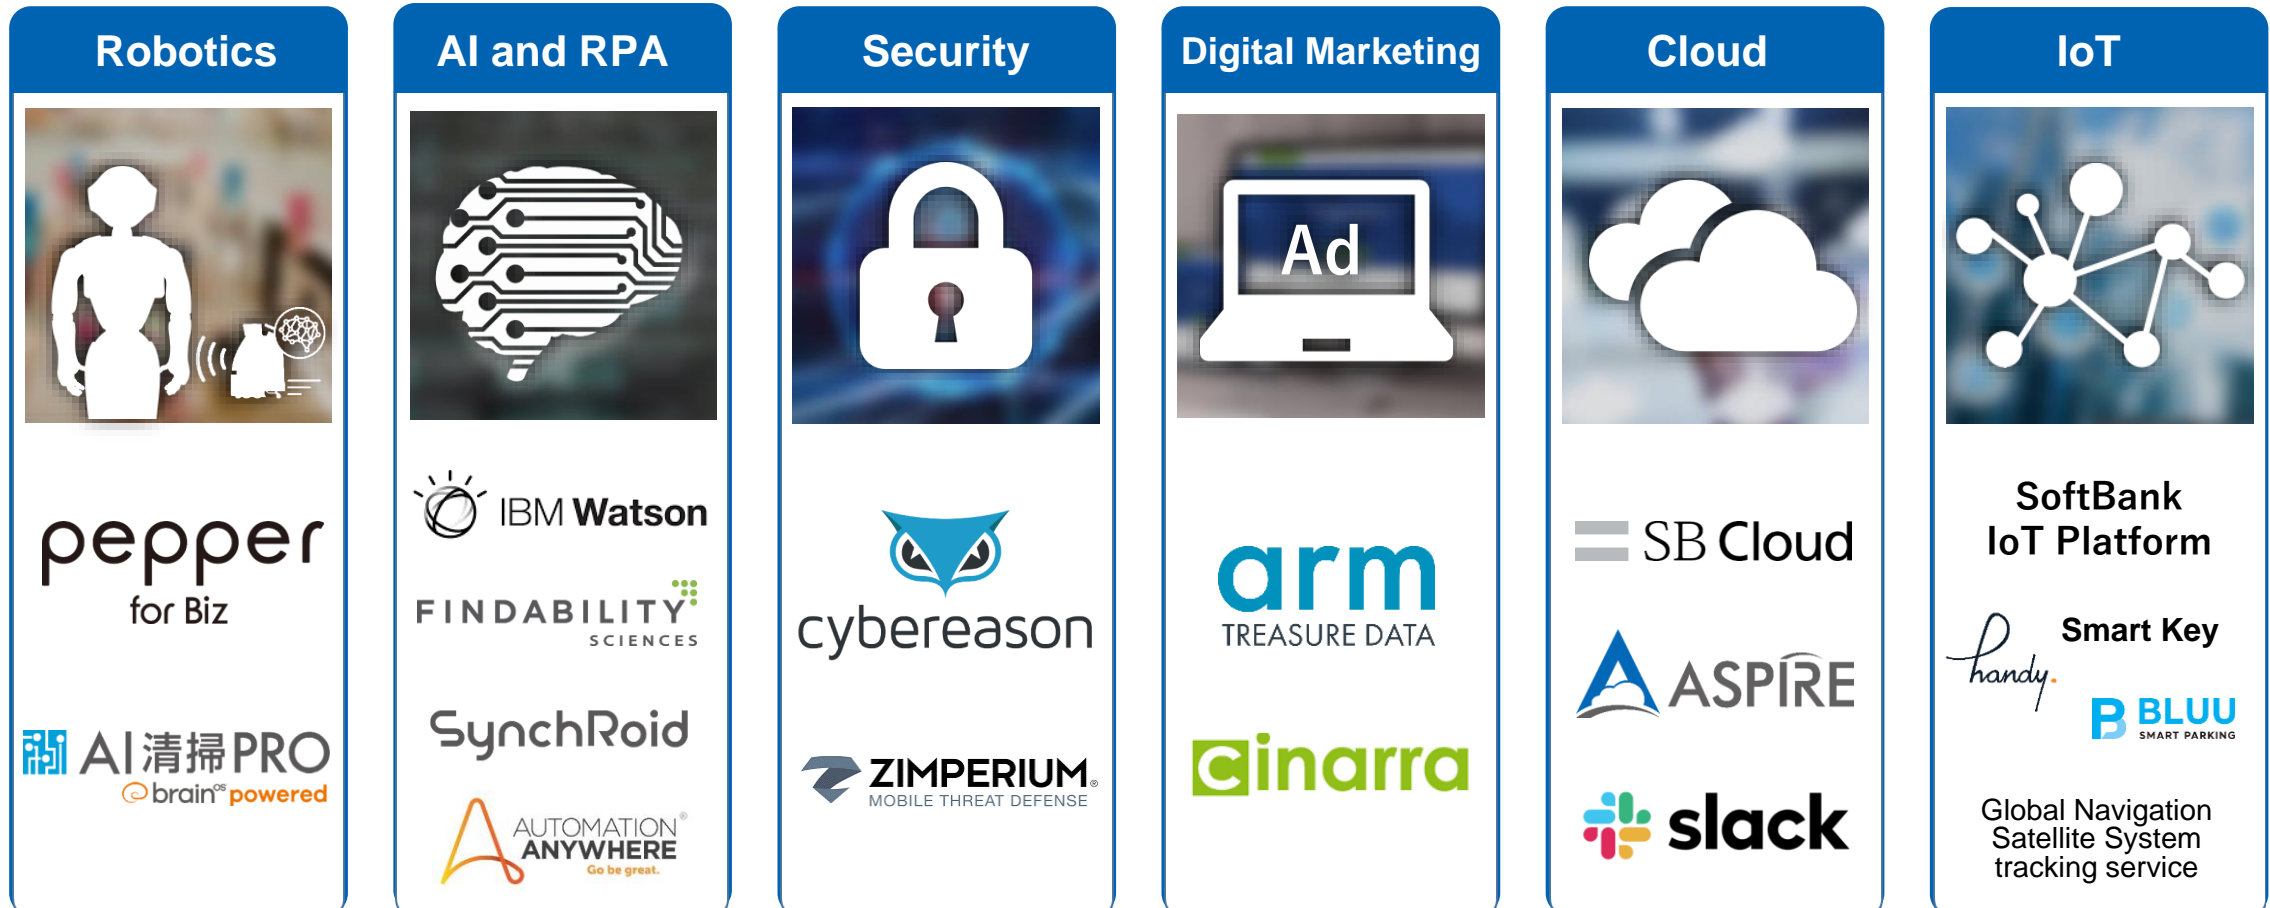 Robotics
pepper
for Biz
AI清掃PRO
brainOS powered
AI and RPA
IBM Watson
FINDABILITY
SCIENCES
SynchRoid
AUTOMATION
ANYWHERE
Go be great.
Security
cybereason
ZIMPERIUM®
MOBILE THREAT DEFENSE
Digital Marketing
Ad
arm
TREASURE DATA
cinarra
Cloud
SB Cloud
ASPIRE
slack
IoT
SoftBank
IoT Platform
handy.
Smart Key
BLUU
SMART PARKING
Global Navigation
Satellite System
tracking service